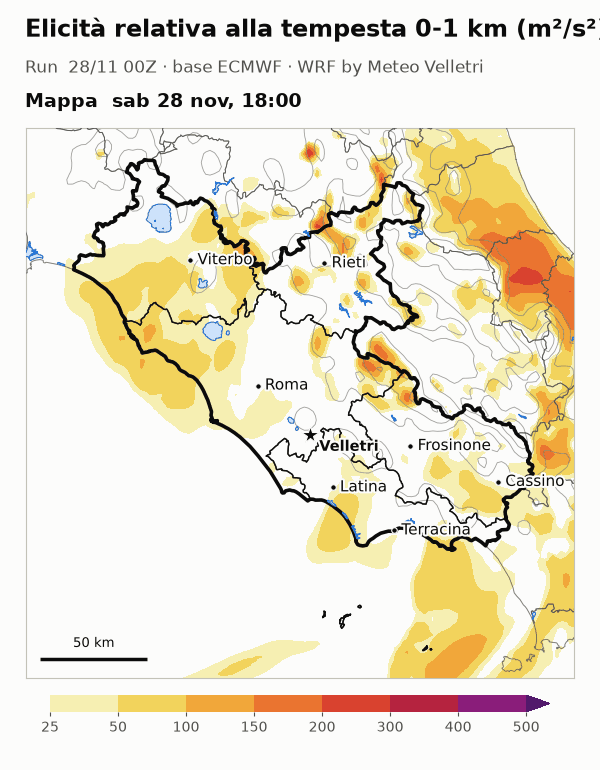 Elicità relativa alla tempesta 0-1 km (m²/s²)
Run 28/11 00Z · base ECMWF · WRF by Meteo Velletri
Mappa sab 28 nov, 18:00
Viterbo
Rieti
Roma
Velletri
Frosinone
Latina
Cassino
Terracina
50 km
25 50 100 150 200 300 400 500